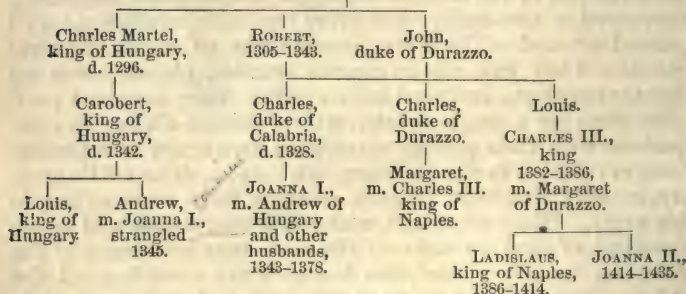 Charles Martel,
king of Hungary,
d. 1296.
ROBERT,
1305-1343.
John,
duke of Durazzo.
Carobert,
king of
Hungary,
d. 1342.
Charles,
duke of
Calabria,
d. 1328.
Charles,
duke of
Durazzo.
Louis.
CHARLES III.,
king
1382-1386,
m. Margaret
of Durazzo.
Louis,
king of
Hungary.
Andrew,
m. Joanna I.,
strangled
1345.
JOANNA I.,
m. Andrew of
Hungary
and other
husbands,
1343-1378.
Margaret,
m. Charles III.
king of
Naples.
LADISLAUS,
king of Naples,
1386-1414.
JOANNA II.,
1414-1435.